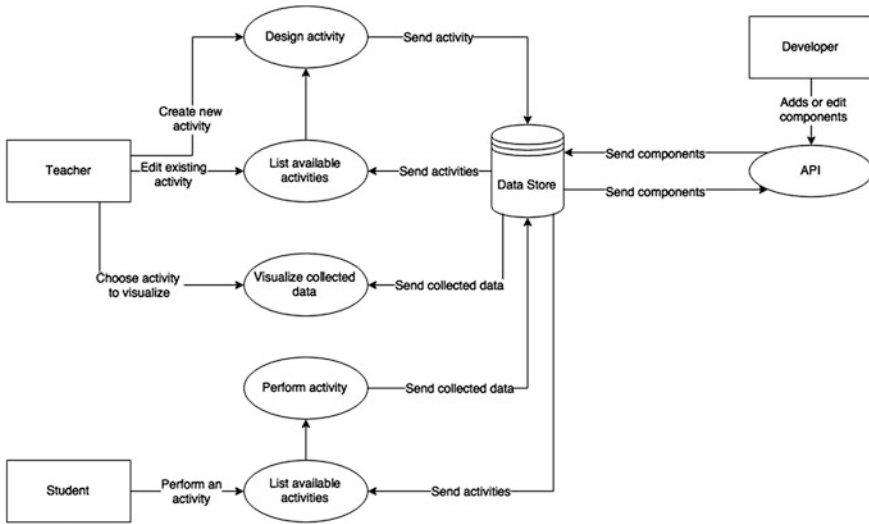 Design activity
Send activity
Developer
Create new
activity
Adds or edit
components
Teacher
Edit existing
activity
List available
activities
Send activities
Data Store
Send components
Send components
API
Choose activity
to visualize
Visualize collected
data
Send collected data
Perform activity
Send collected data
Student
Perform an
activity
List available
activities
Send activities